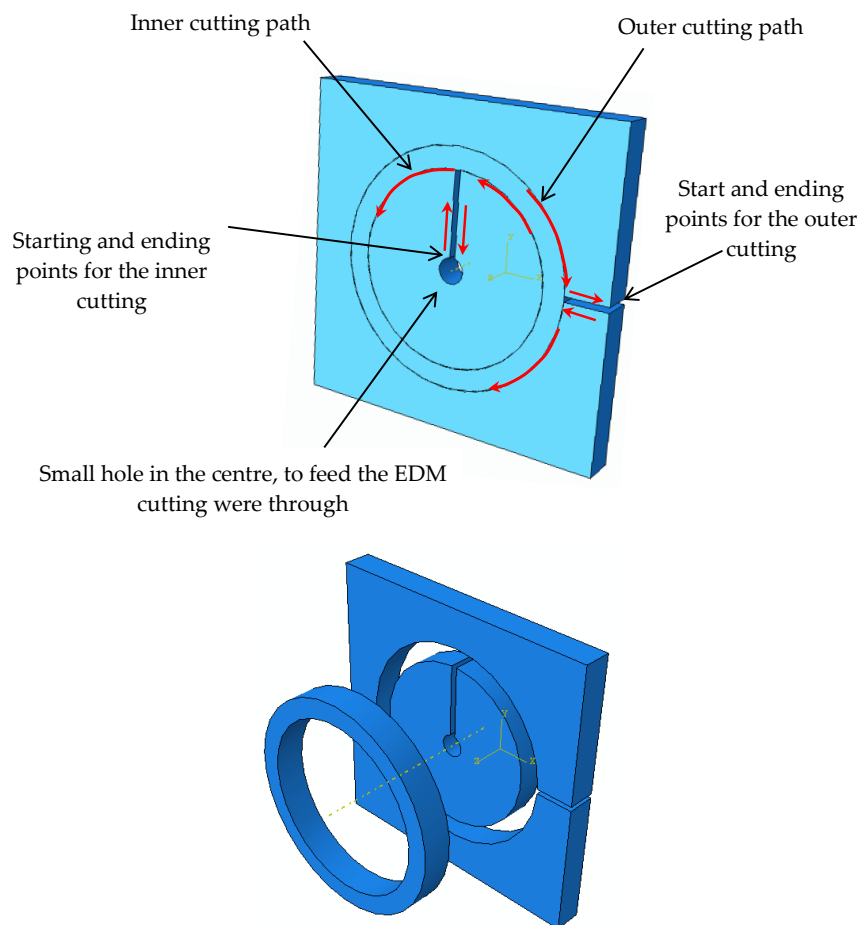 Inner cutting path
Outer cutting path
Start and ending
points for the outer
cutting
Starting and ending
points for the inner
cutting
Small hole in the centre, to feed the EDM
cutting were through
Y
Z
X
Y
Z
X